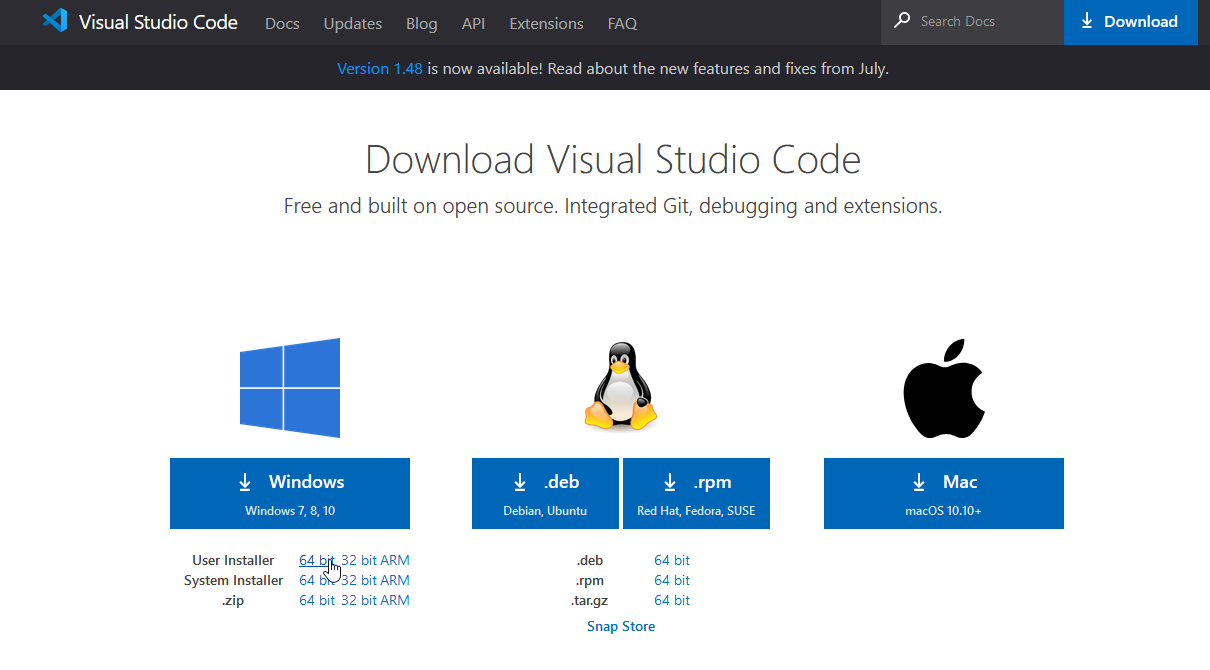 Visual Studio Code Docs Updates Blog API Extensions FAQ Search Docs Download
Version 1.48 is now available! Read about the new features and fixes from July.
Download Visual Studio Code
Free and built on open source. Integrated Git, debugging and extensions.
Windows
Windows 7, 8, 10
.deb
Debian, Ubuntu
.rpm
Red Hat, Fedora, SUSE
Mac
macOS 10.10+
User Installer 64 bit 32 bit ARM
System Installer 64 bit 32 bit ARM
.zip 64 bit 32 bit ARM
.deb 64 bit
.rpm 64 bit
.tar.gz 64 bit
Snap Store